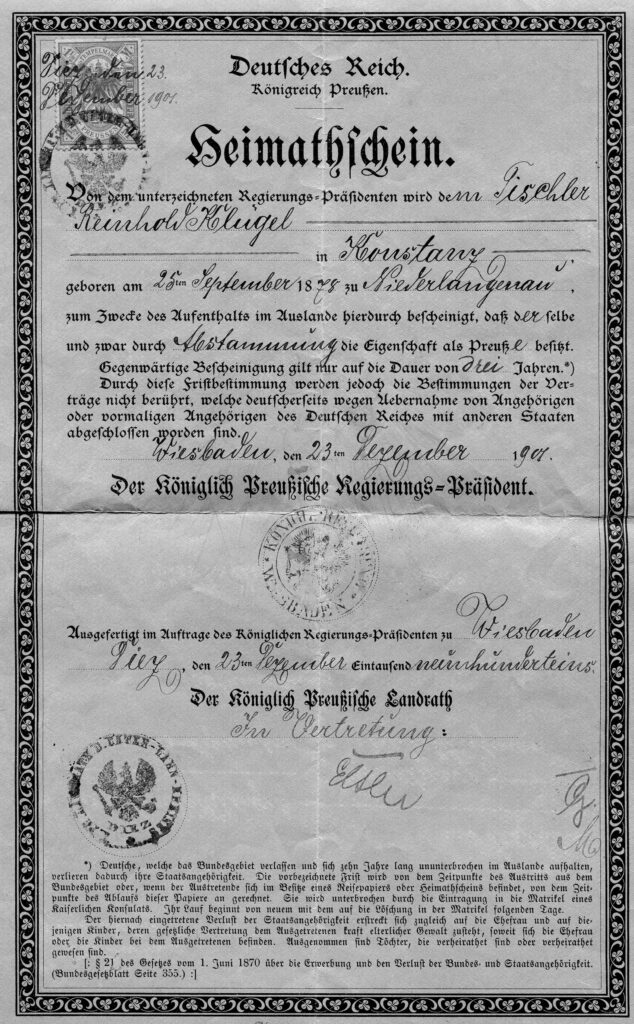 Diez, den 23.
Dezember 1901.
Deutsches Reich.
Königreich Preußen.
Heimathschein.
Von dem unterzeichneten Regierungs-Präsidenten wird dem Tischler
Reinhold Klügel
in Konstanz
geboren am 25ten September 1878 zu Niederlangenau,
zum Zwecke des Aufenthalts im Auslande hierdurch bescheinigt, daß derselbe
und zwar durch Abstammung die Eigenschaft als Preuße besitzt.
Gegenwärtige Bescheinigung gilt nur auf die Dauer von drei Jahren.*)
Durch diese Fristbestimmung werden jedoch die Bestimmungen der Ver-
träge nicht berührt, welche deutscherseits wegen Uebernahme von Angehörigen
oder vormaligen Angehörigen des Deutschen Reiches mit anderen Staaten
abgeschlossen worden sind.
Wiesbaden, den 23ten Dezember 1901.
Der Königlich Preußische Regierungs-Präsident.
WIESBADEN
Ausgefertigt im Auftrage des Königlichen Regierungs-Präsidenten zu Wiesbaden
Diez, den 23ten Dezember Eintausend neunhunderteins.
Der Königlich Preußische Landrath
In Vertretung:
DIEZ
*) Deutsche, welche das Bundesgebiet verlassen und sich zehn Jahre lang ununterbrochen im Auslande aufhalten,
verlieren dadurch ihre Staatsangehörigkeit. Die vorbezeichnete Frist wird von dem Zeitpunkte des Austritts aus dem
Bundesgebiet oder, wenn der Austretende sich im Besitze eines Reisepapiers oder Heimathscheins befindet, von dem Zeit-
punkte des Ablaufs dieser Papiere an gerechnet. Sie wird unterbrochen durch die Eintragung in die Matrikel eines
Kaiserlichen Konsulats. Ihr Lauf beginnt von neuem mit dem auf die Löschung in der Matrikel folgenden Tage.
Der hiernach eingetretene Verlust der Staatsangehörigkeit erstreckt sich zugleich auf die Ehefrau und auf die-
jenigen Kinder, deren gesetzliche Vertretung dem Ausgetretenen kraft elterlicher Gewalt zusteht, soweit sich die Ehefrau
oder die Kinder bei dem Ausgetretenen befinden. Ausgenommen sind Töchter, die verheirathet sind oder verheirathet
gewesen sind.
[: § 21 des Gesetzes vom 1. Juni 1870 über die Erwerbung und den Verlust der Bundes- und Staatsangehörigkeit.
(Bundesgesetzblatt Seite 355.) :]